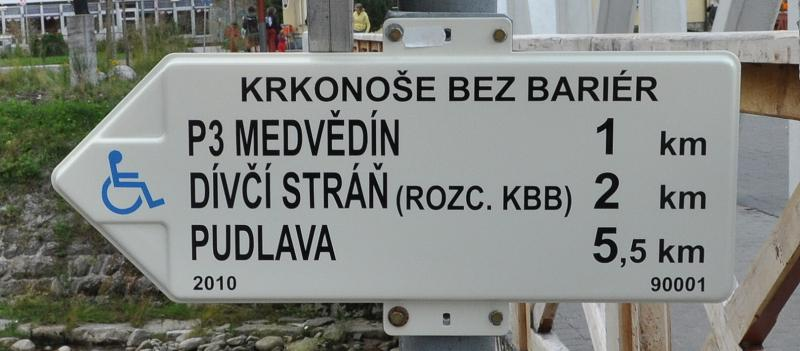 KRKONOŠE BEZ BARIÉR
P3 MEDVĚDÍN 1 km
DÍVČÍ STRÁŇ (ROZC. KBB) 2 km
PUDLAVA 5,5 km
2010 90001